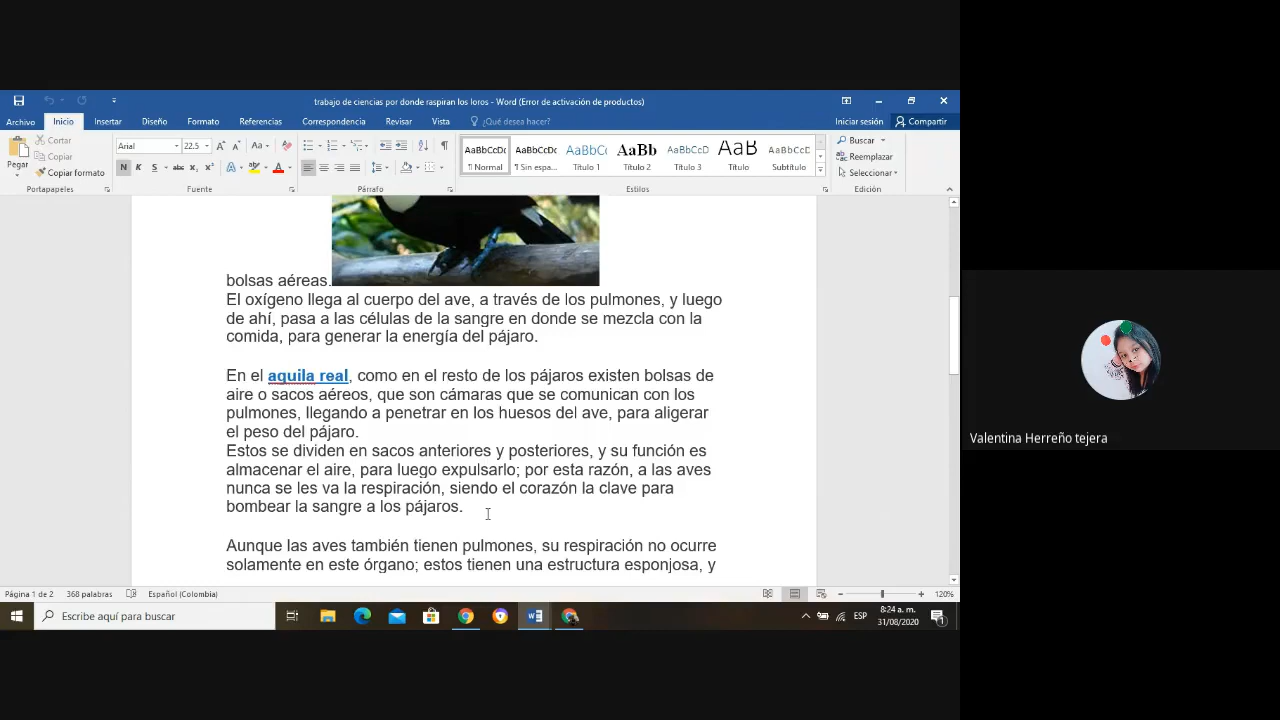 trabajo de ciencias por donde raspiran los loros - Word (Error de activación de productos)
Archivo Inicio Insertar Diseño Formato Referencias Correspondencia Revisar Vista ¿Qué desea hacer? Iniciar sesión Compartir
Pegar
Cortar
Copiar
Copiar formato
Portapapeles
Arial 22.5
Fuente
Párrafo
AaBbCcDc AaBbCcDc AaBbCc AaBb AaBbCcD AaB AaBbCcD
¶ Normal ¶ Sin espa... Título 1 Título 2 Título 3 Título Subtítulo
Estilos
Buscar
Reemplazar
Seleccionar
Edición
bolsas aéreas.
El oxígeno llega al cuerpo del ave, a través de los pulmones, y luego
de ahí, pasa a las células de la sangre en donde se mezcla con la
comida, para generar la energía del pájaro.
En el aquila real, como en el resto de los pájaros existen bolsas de
aire o sacos aéreos, que son cámaras que se comunican con los
pulmones, llegando a penetrar en los huesos del ave, para aligerar
el peso del pájaro.
Estos se dividen en sacos anteriores y posteriores, y su función es
almacenar el aire, para luego expulsarlo; por esta razón, a las aves
nunca se les va la respiración, siendo el corazón la clave para
bombear la sangre a los pájaros.
Aunque las aves también tienen pulmones, su respiración no ocurre
solamente en este órgano; estos tienen una estructura esponjosa, y
Página 1 de 2 368 palabras Español (Colombia) 120%
Escribe aquí para buscar
ESP
8:24 a. m.
31/08/2020
Valentina Herreño tejera